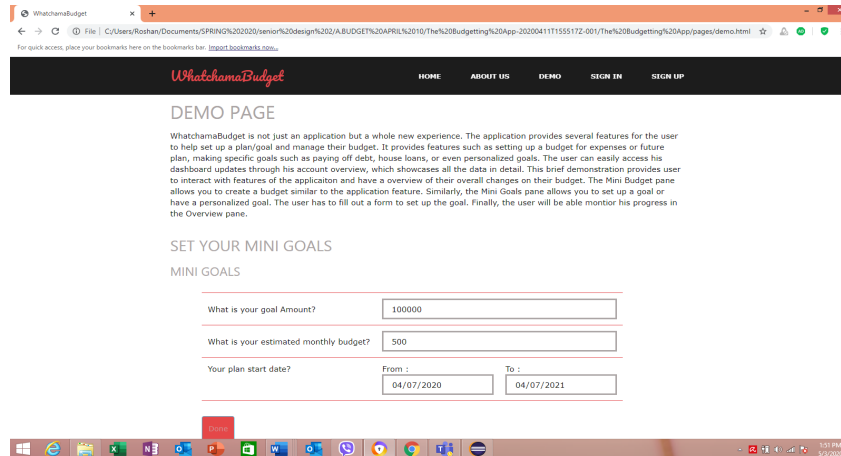 WhatchamaBudget
File | C:/Users/Roshan/Documents/SPRING%202020/senior%20design%202/A.BUDGET%20APRIL%2010/The%20Budgetting%20App-20200411T155517Z-001/The%20Budgetting%20App/pages/demo.html
For quick access, place your bookmarks here on the bookmarks bar. Import bookmarks now...
WhatchamaBudget HOME ABOUT US DEMO SIGN IN SIGN UP
DEMO PAGE
WhatchamaBudget is not just an application but a whole new experience. The application provides several features for the user
to help set up a plan/goal and manage their budget. It provides features such as setting up a budget for expenses or future
plan, making specific goals such as paying off debt, house loans, or even personalized goals. The user can easily access his
dashboard updates through his account overview, which showcases all the data in detail. This brief demonstration provides user
to interact with features of the applicaiton and have a overview of their overall changes on their budget. The Mini Budget pane
allows you to create a budget similar to the application feature. Similarly, the Mini Goals pane allows you to set up a goal or
have a personalized goal. The user has to fill out a form to set up the goal. Finally, the user will be able montior his progress in
the Overview pane.
SET YOUR MINI GOALS
MINI GOALS
What is your goal Amount? 100000
What is your estimated monthly budget? 500
Your plan start date? From : To :
04/07/2020 04/07/2021
Done
1:51 PM